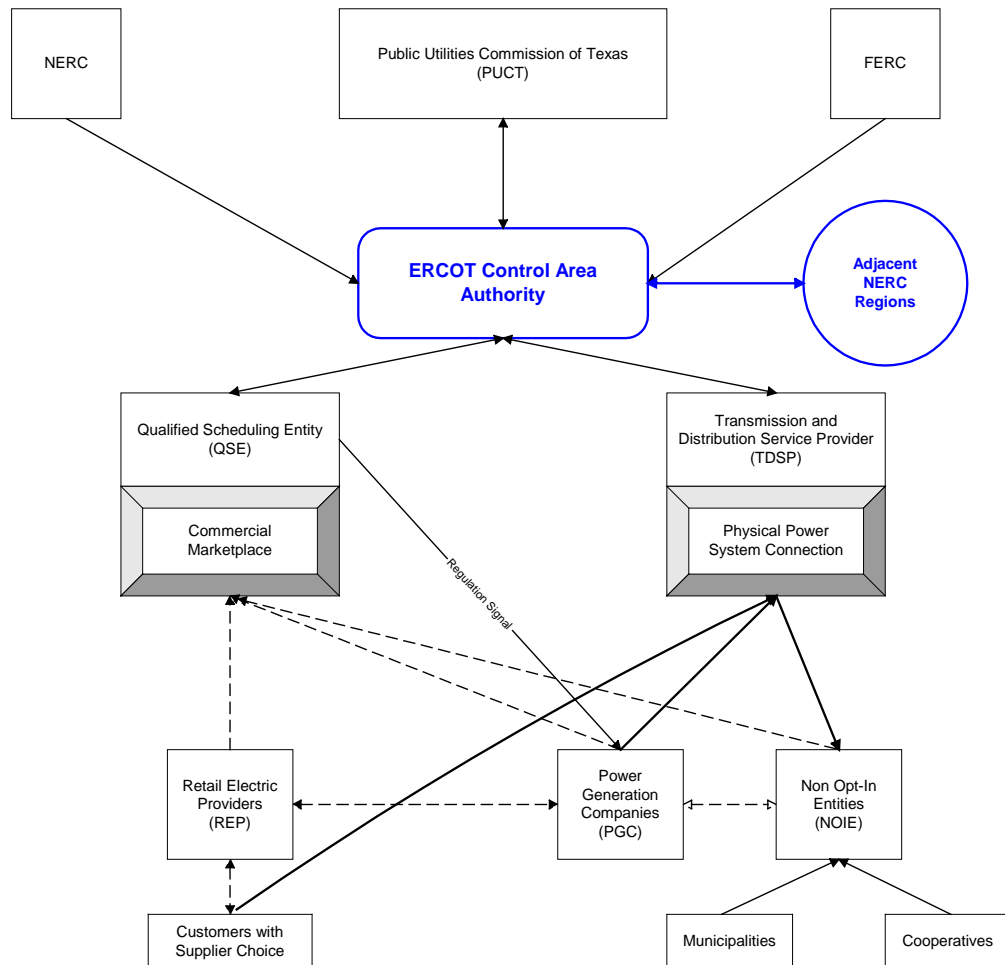 NERC
Public Utilities Commission of Texas
(PUCT)
FERC
ERCOT Control Area
Authority
Adjacent
NERC
Regions
Qualified Scheduling Entity
(QSE)
Transmission and
Distribution Service Provider
(TDSP)
Commercial
Marketplace
Physical Power
System Connection
Regulation Signal
Retail Electric
Providers
(REP)
Power
Generation
Companies
(PGC)
Non Opt-In
Entities
(NOIE)
Customers with
Supplier Choice
Municipalities
Cooperatives